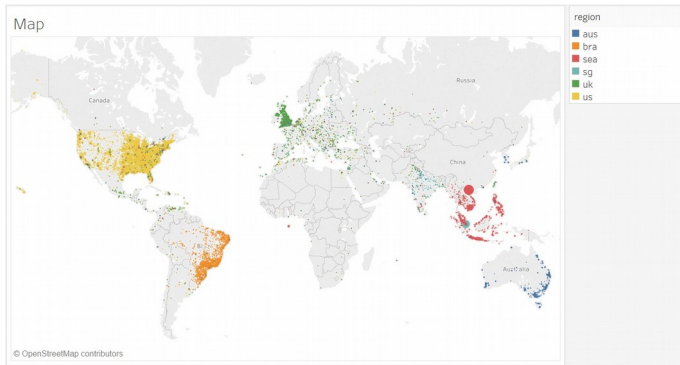 Map
region
aus
bra
sea
sg
uk
us
Canada
Russia
China
Australia
© OpenStreetMap contributors